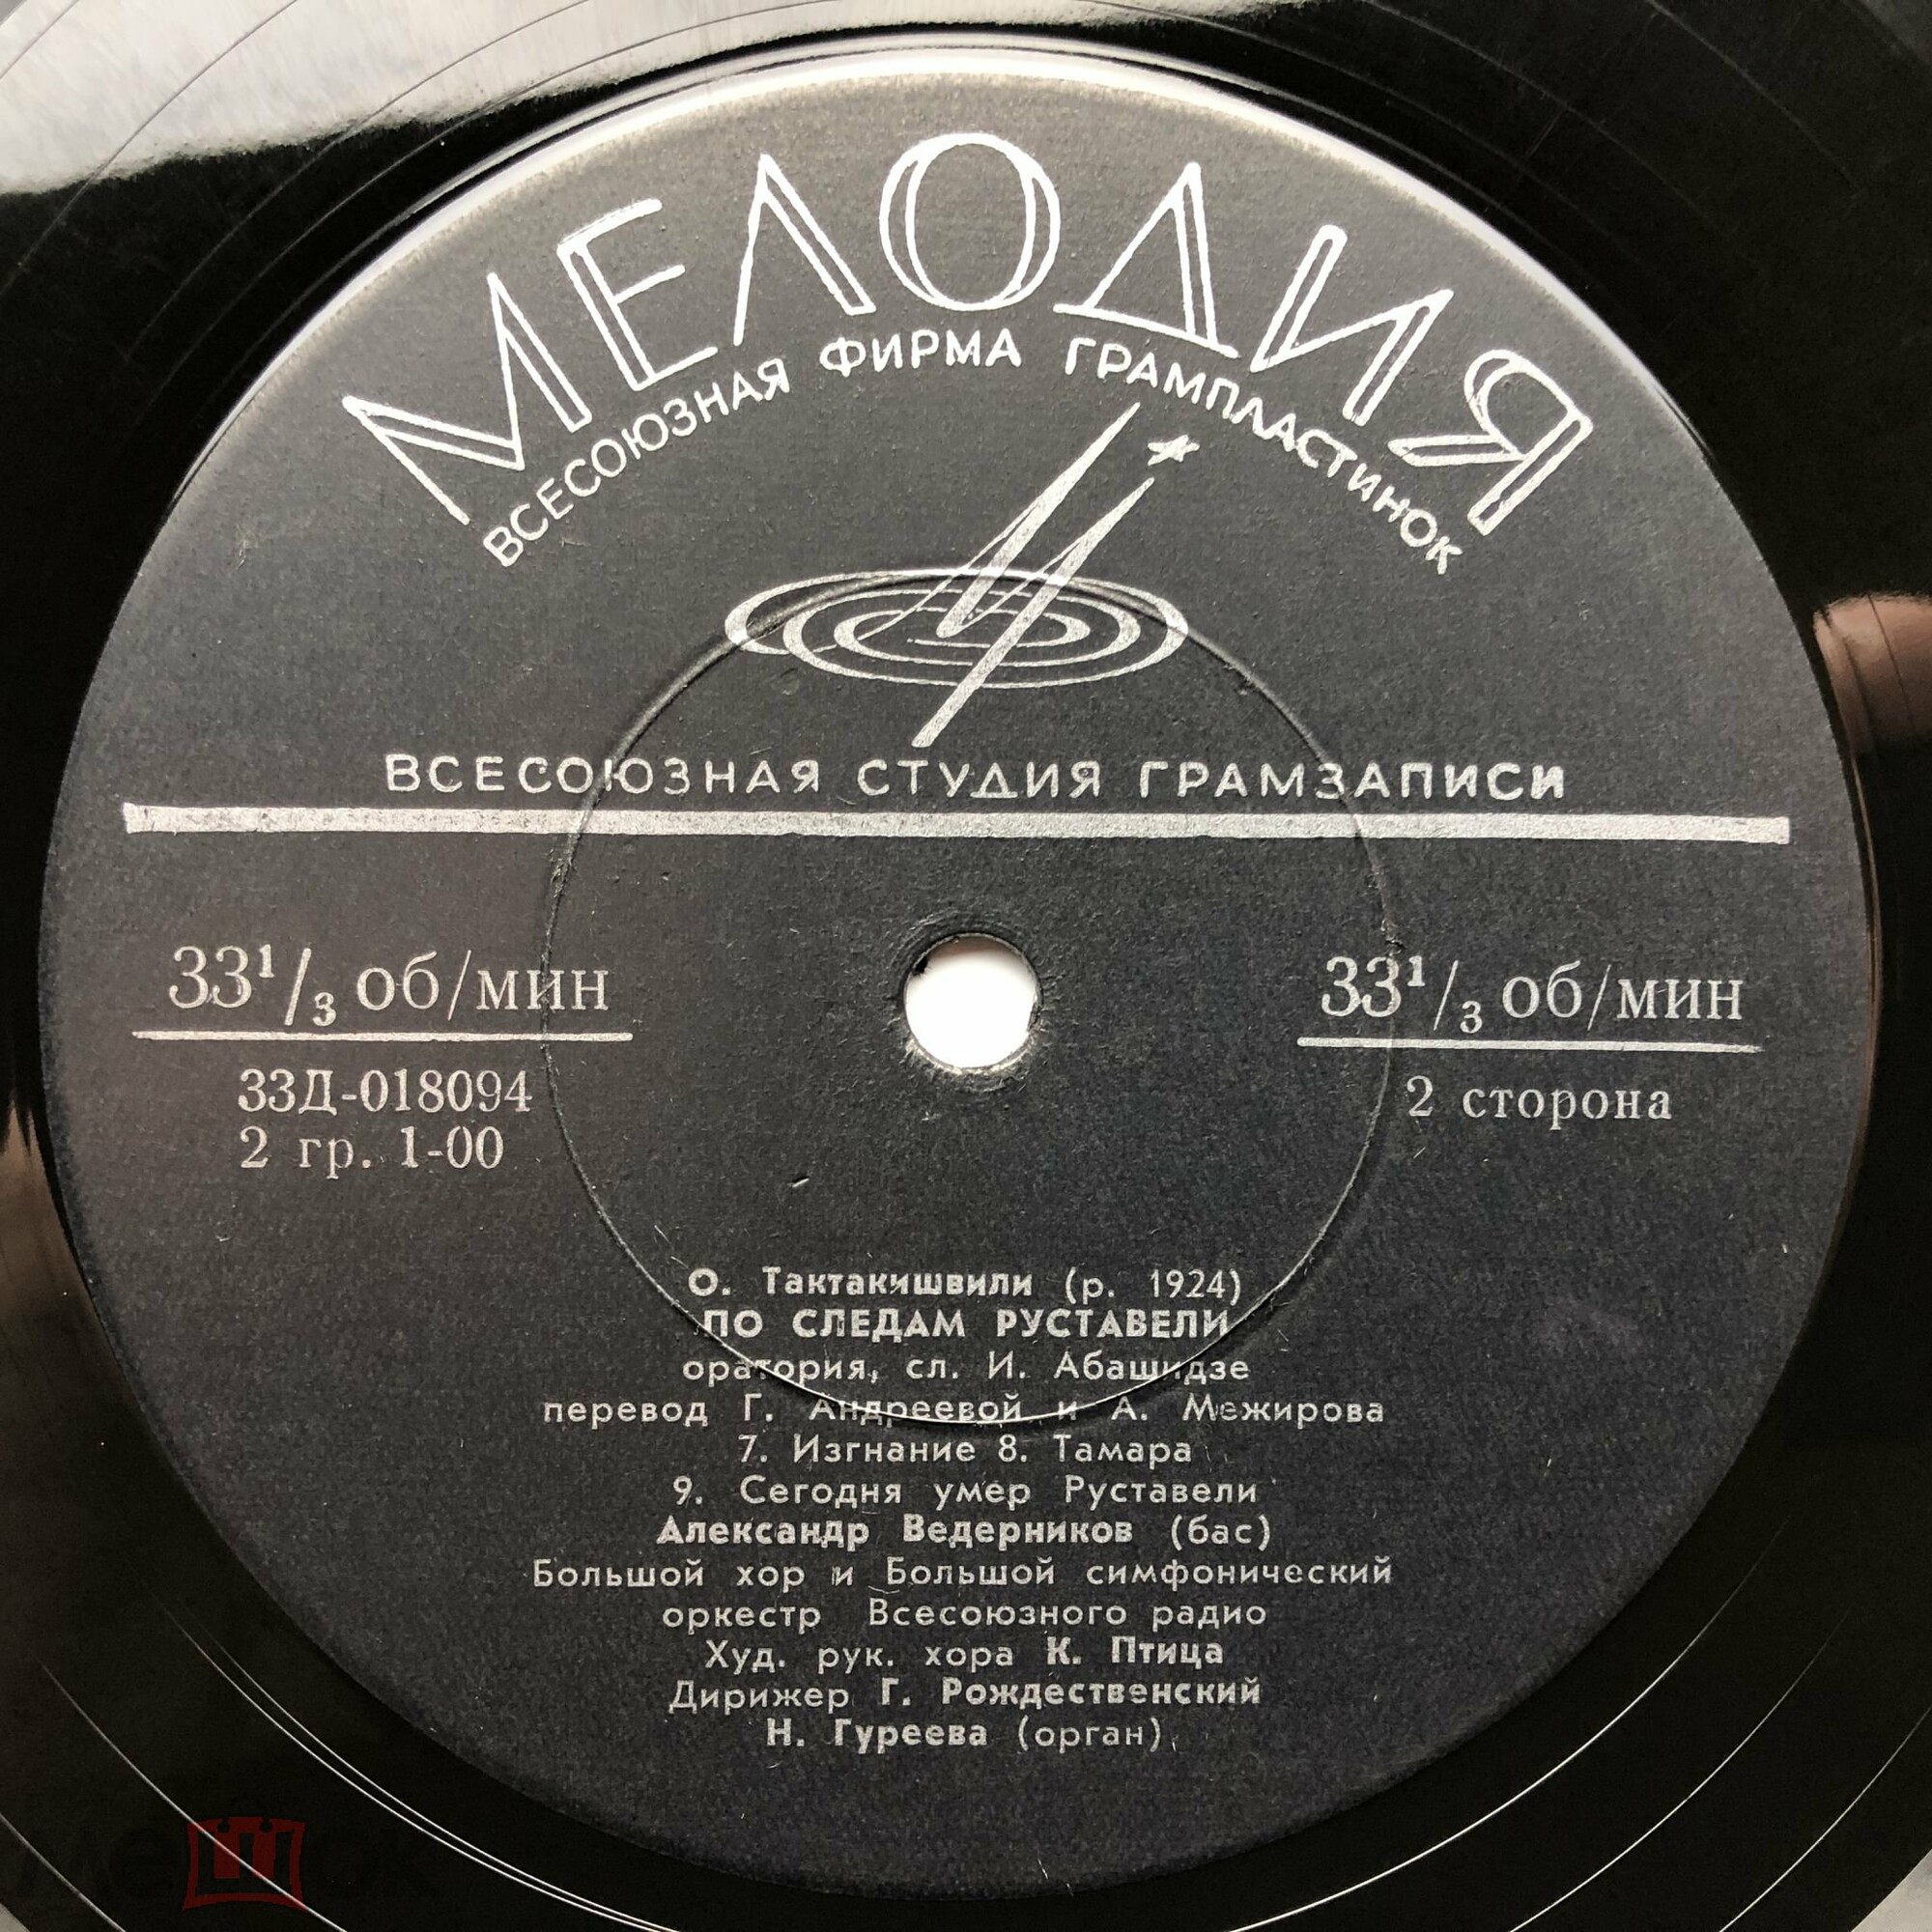 МЕЛОДИЯ
ВСЕСОЮЗНАЯ ФИРМА ГРАМПЛАСТИНОК
ВСЕСОЮЗНАЯ СТУДИЯ ГРАМЗАПИСИ
33¹/₃ об/мин
33Д-018094
2 гр. 1-00
33¹/₃ об/мин
2 сторона
О. Тактакишвили (р. 1924)
ПО СЛЕДАМ РУСТАВЕЛИ
оратория, сл. И. Абашидзе
перевод Г. Андреевой и А. Межирова
7. Изгнание 8. Тамара
9. Сегодня умер Руставели
Александр Ведерников (бас)
Большой хор и Большой симфонический
оркестр Всесоюзного радио
Худ. рук. хора К. Птица
Дирижер Г. Рождественский
Н. Гуреева (орган)
мешок